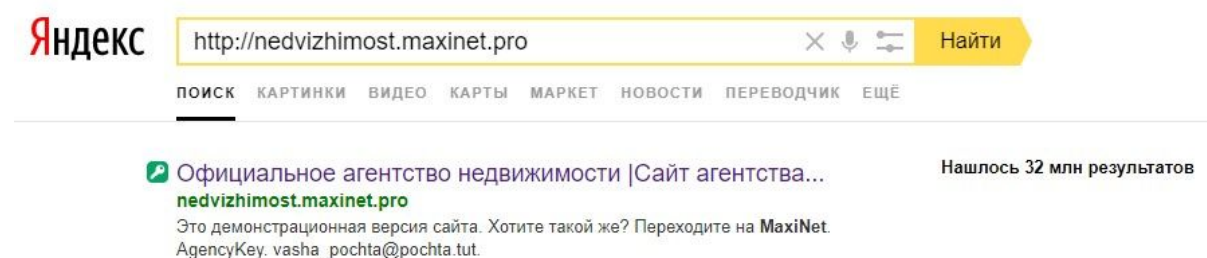 Яндекс
http://nedvizhimost.maxinet.pro
Найти
ПОИСК КАРТИНКИ ВИДЕО КАРТЫ МАРКЕТ НОВОСТИ ПЕРЕВОДЧИК ЕЩЁ
Официальное агентство недвижимости |Сайт агентства...
Нашлось 32 млн результатов
nedvizhimost.maxinet.pro
Это демонстрационная версия сайта. Хотите такой же? Переходите на MaxiNet.
AgencyKey. vasha_pochta@pochta.tut.